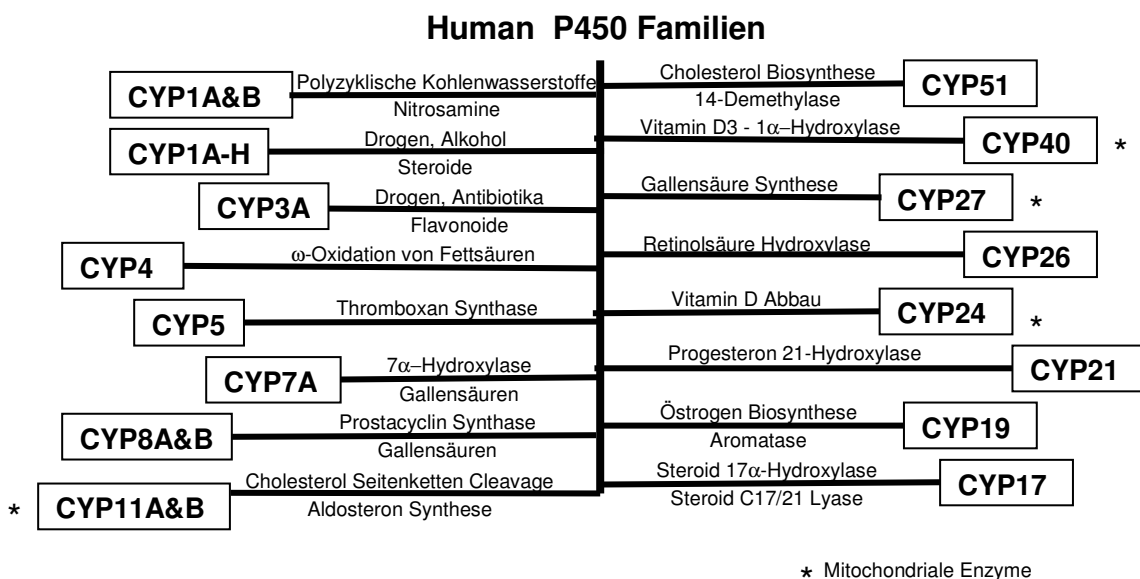 Human P450 Familien
CYP1A&B
Polyzyklische Kohlenwasserstoffe
Nitrosamine
CYP1A-H
Drogen, Alkohol
Steroide
CYP3A
Drogen, Antibiotika
Flavonoide
CYP4
ω-Oxidation von Fettsäuren
CYP5
Thromboxan Synthase
CYP7A
7α–Hydroxylase
Gallensäuren
CYP8A&B
Prostacyclin Synthase
Gallensäuren
* CYP11A&B
Cholesterol Seitenketten Cleavage
Aldosteron Synthese
Cholesterol Biosynthese
14-Demethylase
CYP51
Vitamin D3 - 1α–Hydroxylase
CYP40 *
Gallensäure Synthese
CYP27 *
Retinolsäure Hydroxylase
CYP26
Vitamin D Abbau
CYP24 *
Progesteron 21-Hydroxylase
CYP21
Östrogen Biosynthese
Aromatase
CYP19
Steroid 17α-Hydroxylase
Steroid C17/21 Lyase
CYP17
* Mitochondriale Enzyme